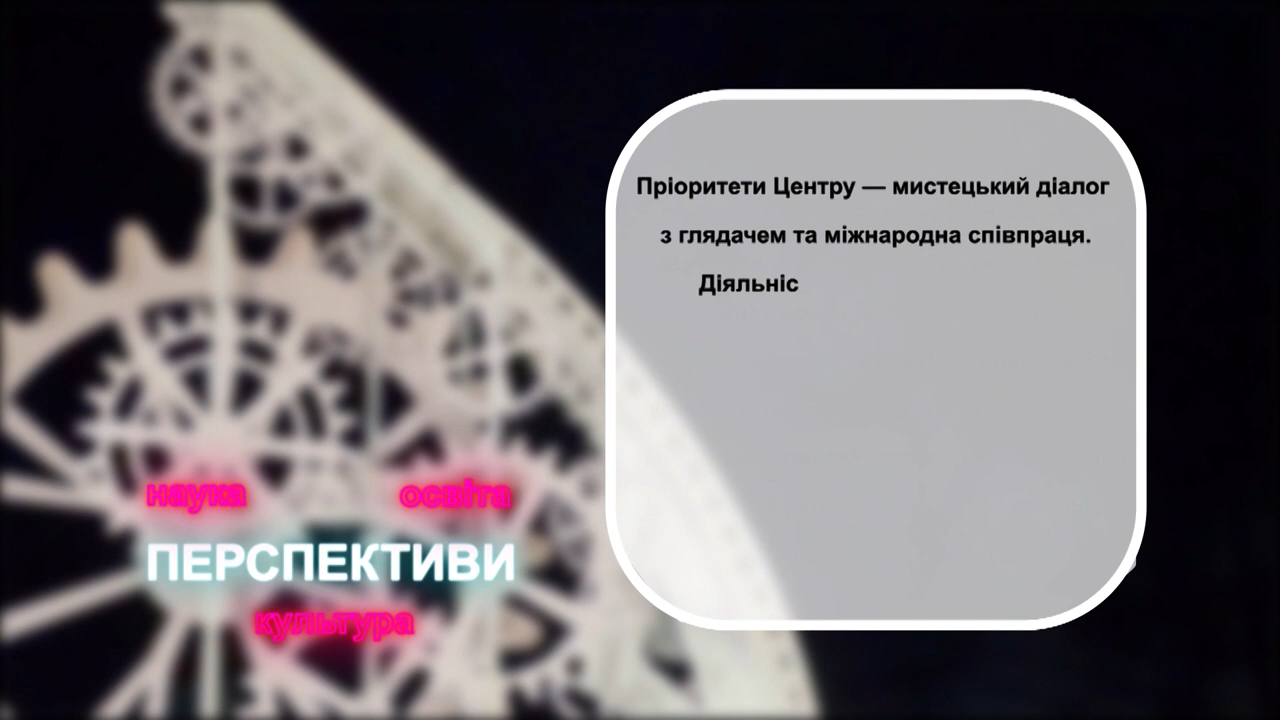 Пріоритети Центру — мистецький діалог
з глядачем та міжнародна співпраця.
Діяльніс
наука освіта
ПЕРСПЕКТИВИ
культура